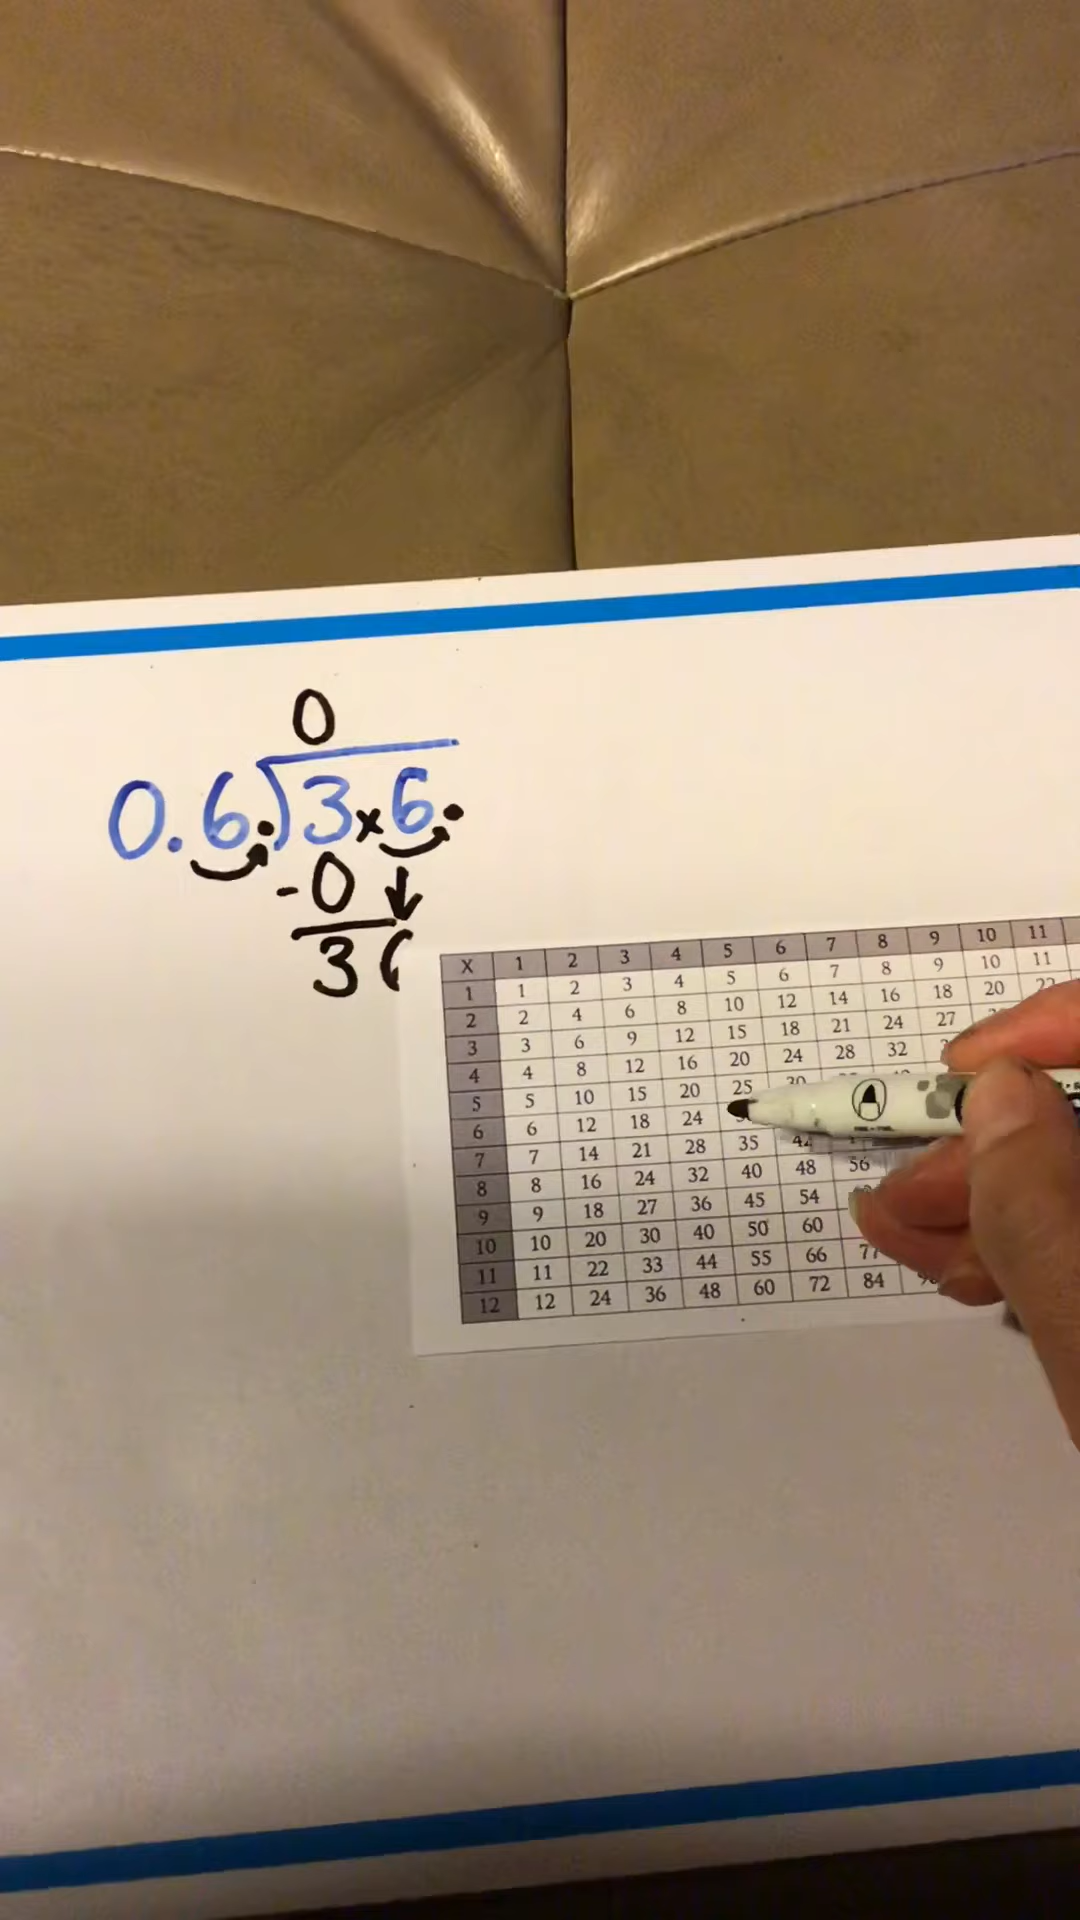 0
0.6.)3x6.
-0
36
X 1 2 3 4 5 6 7 8 9 10 11
1 1 2 3 4 5 6 7 8 9 10 11
2 2 4 6 8 10 12 14 16 18 20 22
3 3 6 9 12 15 18 21 24 27
4 4 8 12 16 20 24 28 32
5 5 10 15 20 25 30
6 6 12 18 24
7 7 14 21 28 35 42
8 8 16 24 32 40 48 56
9 9 18 27 36 45 54
10 10 20 30 40 50 60
11 11 22 33 44 55 66 77
12 12 24 36 48 60 72 84